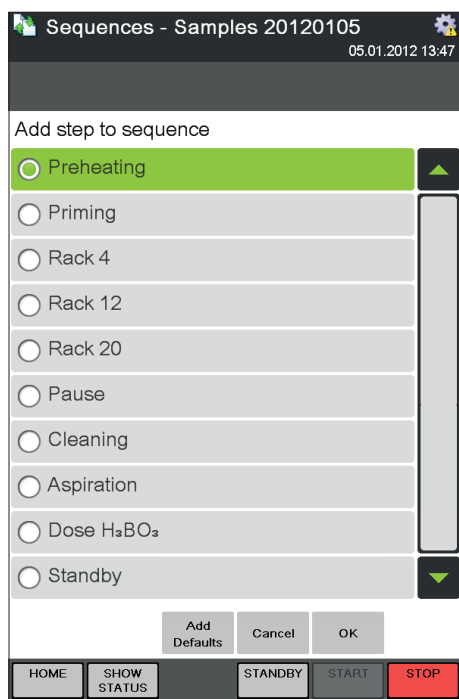 Sequences - Samples 20120105
05.01.2012 13:47
Add step to sequence
Preheating
Priming
Rack 4
Rack 12
Rack 20
Pause
Cleaning
Aspiration
Dose H₃BO₃
Standby
Add Defaults
Cancel
OK
HOME
SHOW STATUS
STANDBY
START
STOP